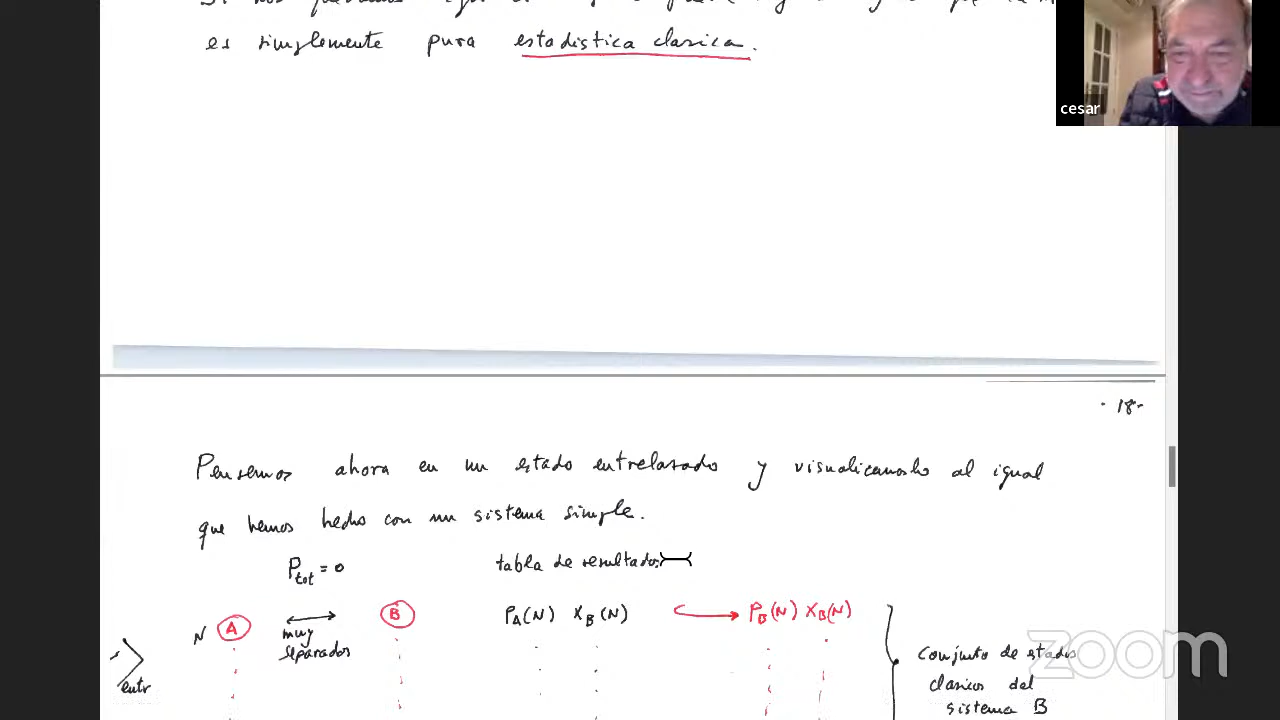 es simplemente pura estadistica clasica.
cesar
- 18-
Pensemos ahora en un estado entrelazado y visualicemoslo al igual
que hemos hecho con un sistema simple.
P_tot = 0
tabla de resultados
N A muy separados B
P_A(N) X_B(N)
P_B(N) X_B(N)
entr
conjunto de estados
clasicos del
sistema B
zoom